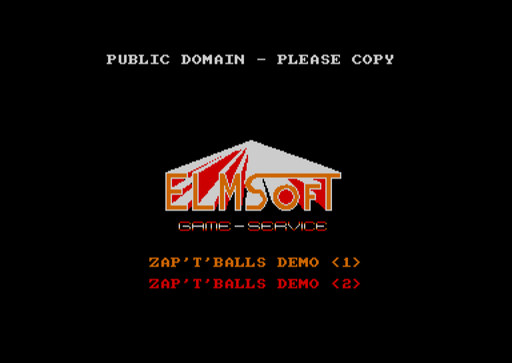 PUBLIC DOMAIN - PLEASE COPY
ELMSOFT
GAME-SERVICE
ZAP'T'BALLS DEMO <1>
ZAP'T'BALLS DEMO <2>